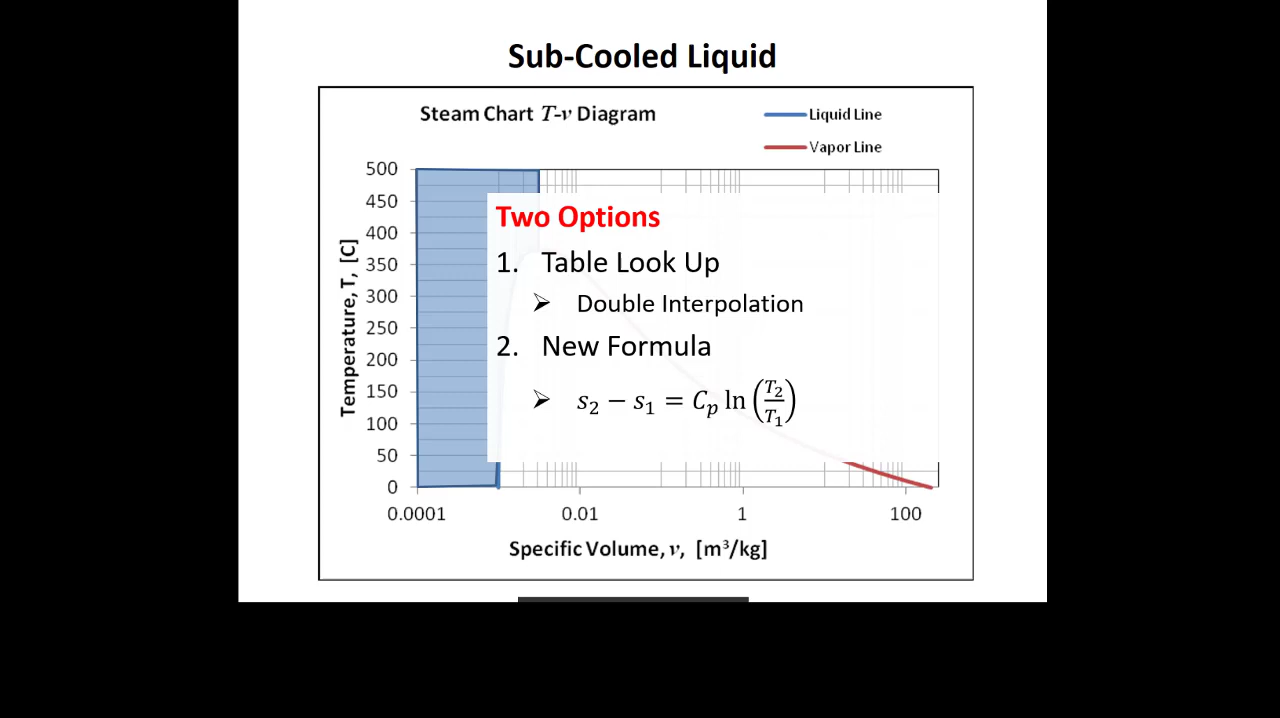 Sub-Cooled Liquid
Steam Chart T-v Diagram
Liquid Line
Vapor Line
500
450
400
350
300
250
200
150
100
50
0
Temperature, T, [C]
Two Options
1. Table Look Up
➢ Double Interpolation
2. New Formula
➢ s₂ − s₁ = Cₚ ln (T₂/T₁)
0.0001 0.01 1 100
Specific Volume, v, [m³/kg]